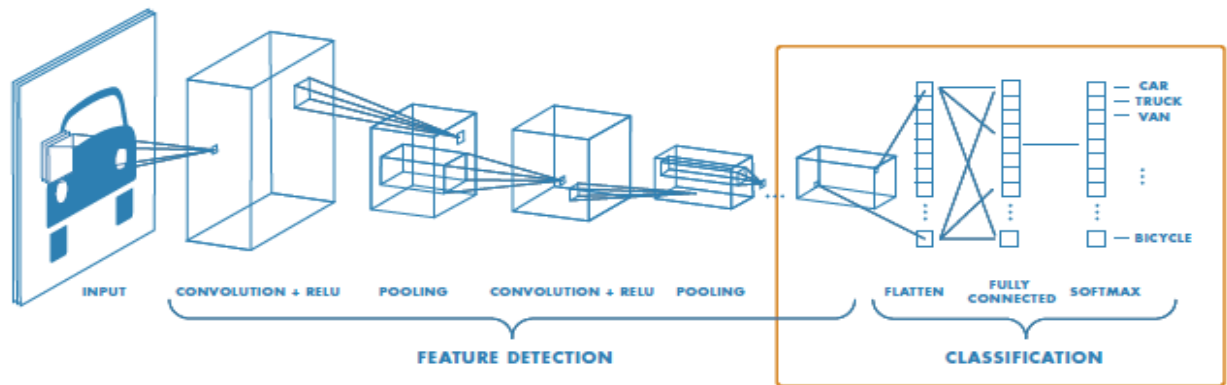 CAR
TRUCK
VAN
BICYCLE
INPUT
CONVOLUTION + RELU
POOLING
CONVOLUTION + RELU
POOLING
FLATTEN
FULLY
CONNECTED
SOFTMAX
FEATURE DETECTION
CLASSIFICATION